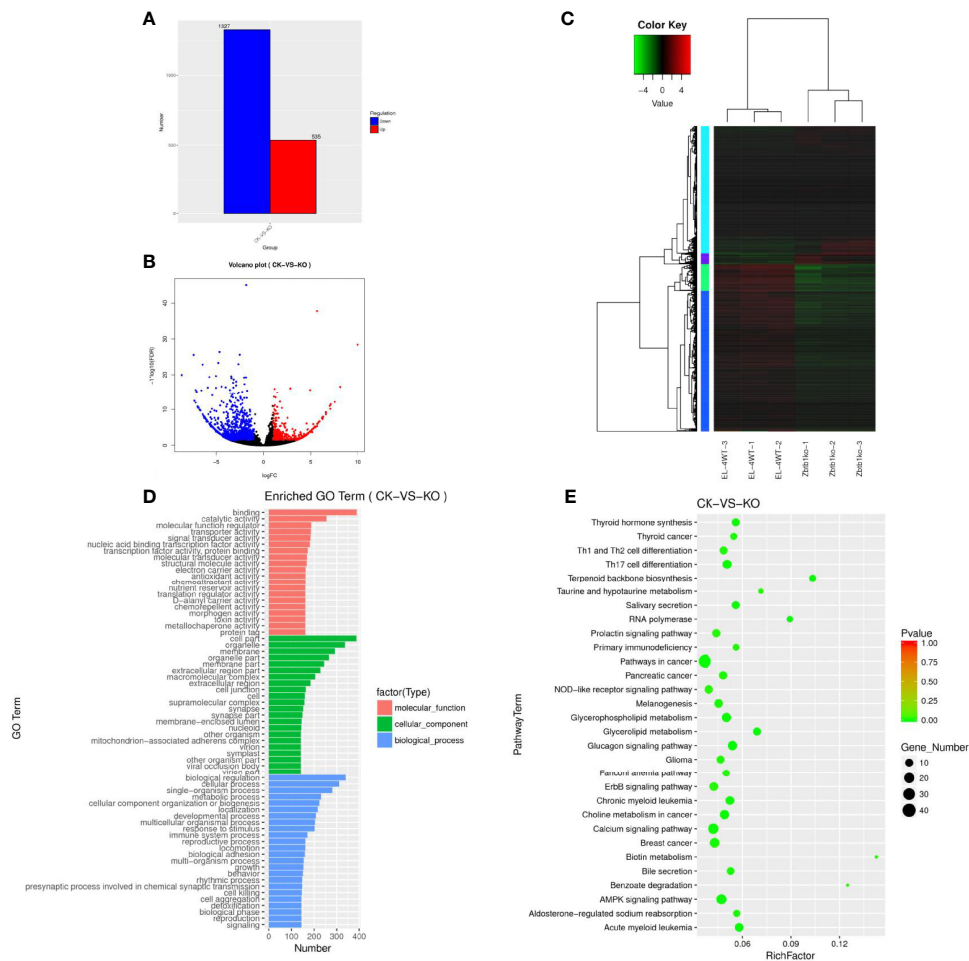 A
1327
1000
500
0
Number
535
CK-VS-KO
Group
Regulation
Down
Up
B
Volcano plot ( CK-VS-KO )
-1*log10(FDR)
40
30
20
10
0
-5
0
5
10
logFC
C
Color Key
-4
0
4
Value
EL-4WT-3
EL-4WT-1
EL-4WT-2
Zbtb1ko-1
Zbtb1ko-2
Zbtb1ko-3
D
Enriched GO Term ( CK-VS-KO )
GO Term
binding
catalytic activity
molecular function regulator
transporter activity
signal transducer activity
nucleic acid binding transcription factor activity
transcription factor activity, protein binding
molecular transducer activity
structural molecule activity
electron carrier activity
antioxidant activity
chemoattractant activity
nutrient reservoir activity
translation regulator activity
D-alanyl carrier activity
chemorepellent activity
morphogen activity
toxin activity
metallochaperone activity
protein tag
cell part
organelle
membrane
organelle part
membrane part
extracellular region part
macromolecular complex
extracellular region
cell junction
cell
supramolecular complex
synapse
synapse part
membrane-enclosed lumen
nucleoid
other organism
mitochondrion-associated adherens complex
virion
symplast
other organism part
viral occlusion body
virion part
biological regulation
cellular process
single-organism process
metabolic process
cellular component organization or biogenesis
localization
developmental process
multicellular organismal process
response to stimulus
immune system process
reproductive process
locomotion
biological adhesion
multi-organism process
growth
behavior
rhythmic process
presynaptic process involved in chemical synaptic transmission
cell killing
cell aggregation
detoxification
biological phase
reproduction
signaling
0
100
200
300
400
Number
factor(Type)
molecular_function
cellular_component
biological_process
E
CK-VS-KO
PathwayTerm
Thyroid hormone synthesis
Thyroid cancer
Th1 and Th2 cell differentiation
Th17 cell differentiation
Terpenoid backbone biosynthesis
Taurine and hypotaurine metabolism
Salivary secretion
RNA polymerase
Prolactin signaling pathway
Primary immunodeficiency
Pathways in cancer
Pancreatic cancer
NOD-like receptor signaling pathway
Melanogenesis
Glycerophospholipid metabolism
Glycerolipid metabolism
Glucagon signaling pathway
Glioma
Fanconi anemia pathway
ErbB signaling pathway
Chronic myeloid leukemia
Choline metabolism in cancer
Calcium signaling pathway
Breast cancer
Biotin metabolism
Bile secretion
Benzoate degradation
AMPK signaling pathway
Aldosterone-regulated sodium reabsorption
Acute myeloid leukemia
0.06
0.09
0.12
RichFactor
Pvalue
1.00
0.75
0.50
0.25
0.00
Gene_Number
10
20
30
40